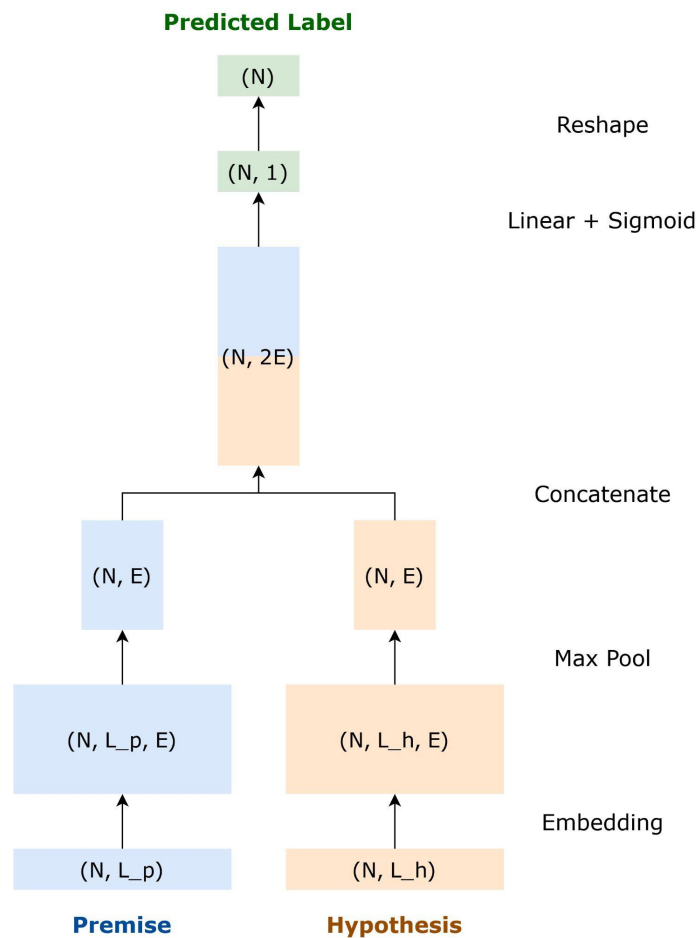 Predicted Label
(N)
Reshape
(N, 1)
Linear + Sigmoid
(N, 2E)
Concatenate
(N, E)
(N, E)
Max Pool
(N, L_p, E)
(N, L_h, E)
Embedding
(N, L_p)
(N, L_h)
Premise
Hypothesis